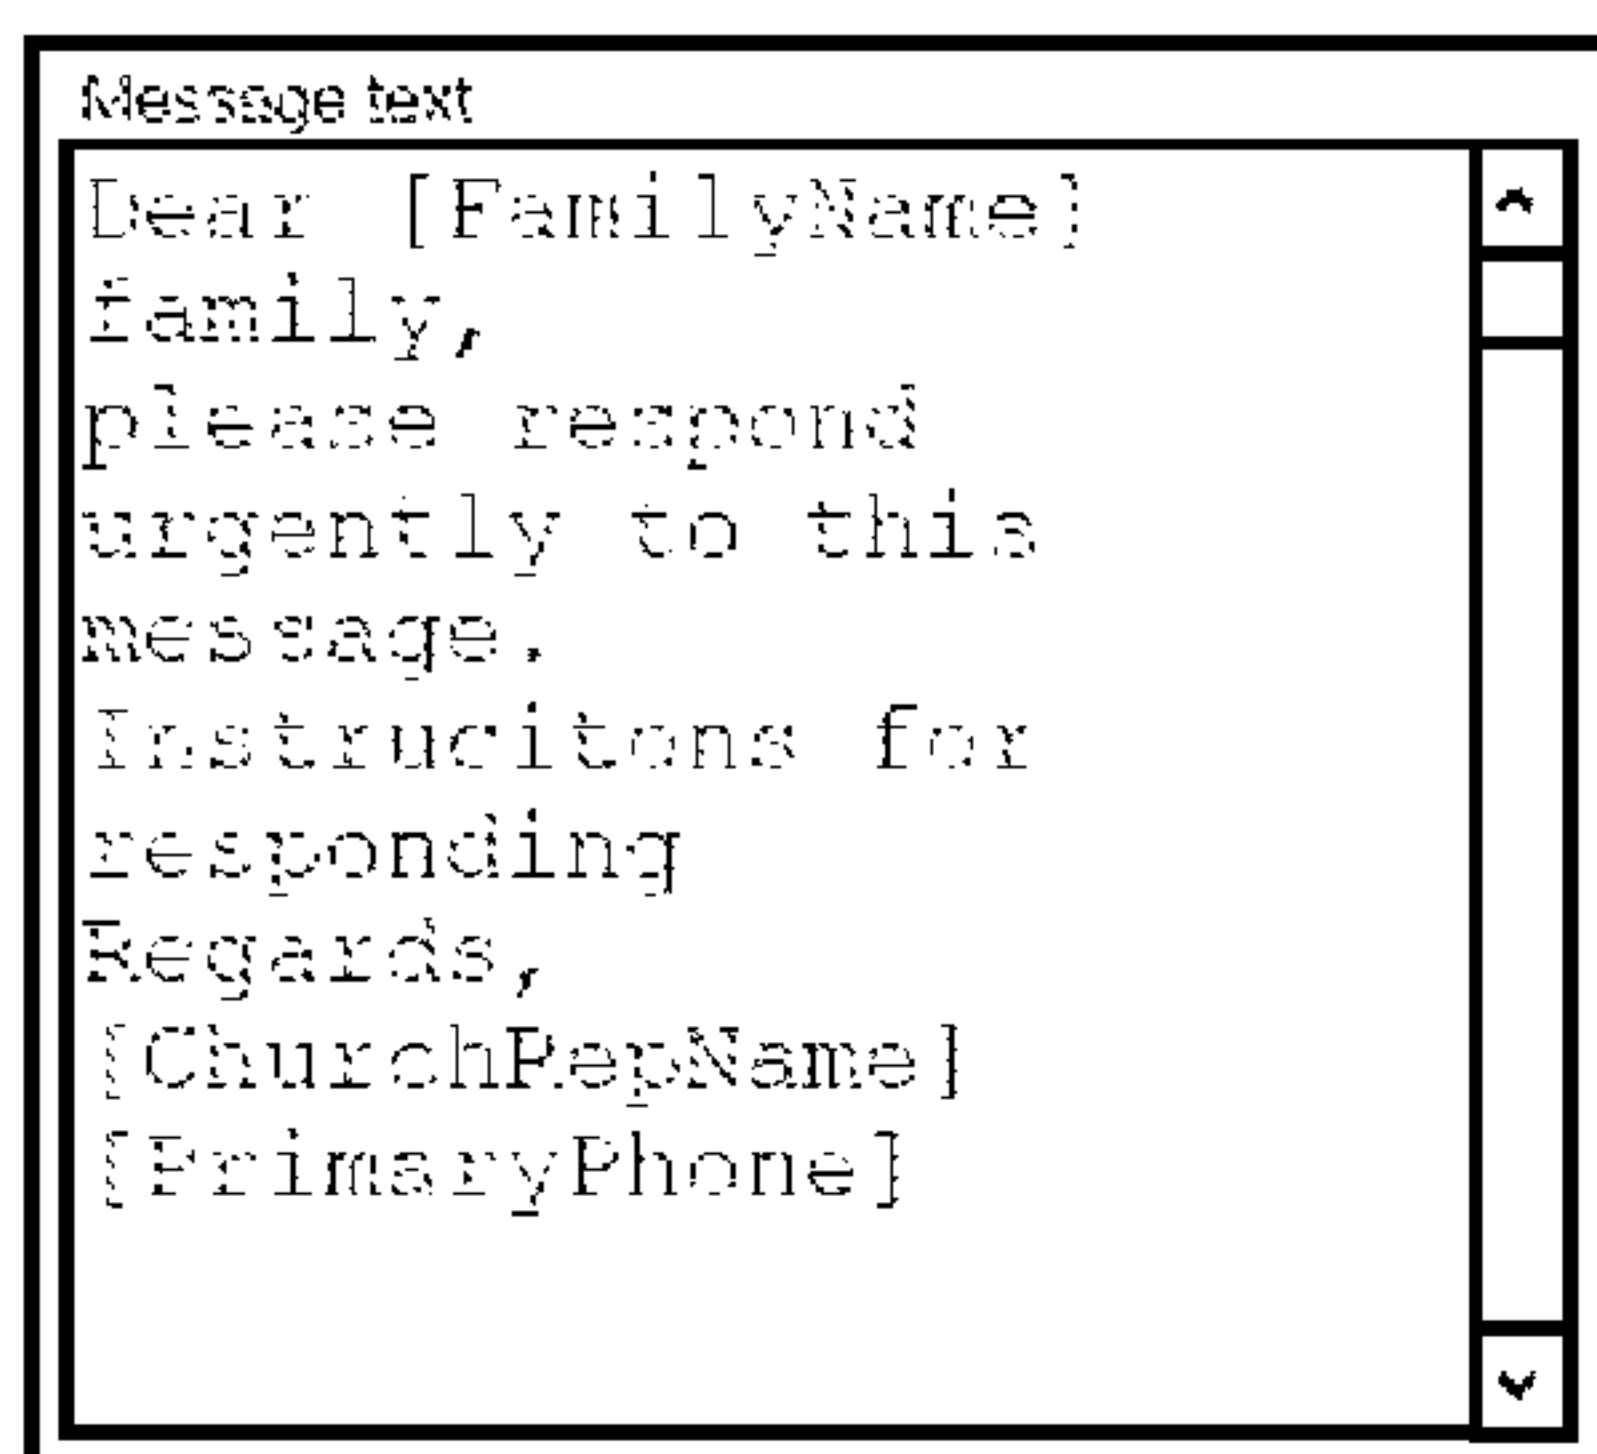 Message text
Dear [FamilyName]
family,
please respond
urgently to this
message.
Instrucitons for
responding
Regards,
[ChurchRepName]
[PrimaryPhone]